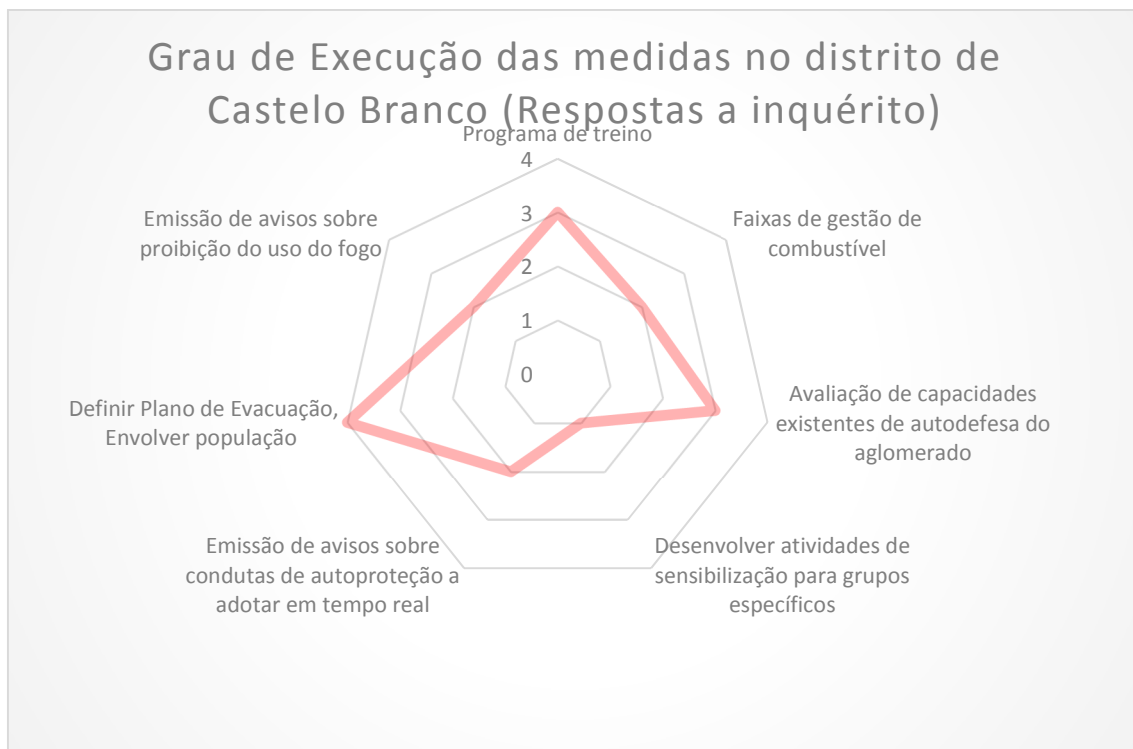 Grau de Execução das medidas no distrito de
Castelo Branco (Respostas a inquérito)
Programa de treino
4
3
2
1
0
Faixas de gestão de
combustível
Avaliação de capacidades
existentes de autodefesa do
aglomerado
Desenvolver atividades de
sensibilização para grupos
específicos
Emissão de avisos sobre
condutas de autoproteção a
adotar em tempo real
Definir Plano de Evacuação,
Envolver população
Emissão de avisos sobre
proibição do uso do fogo